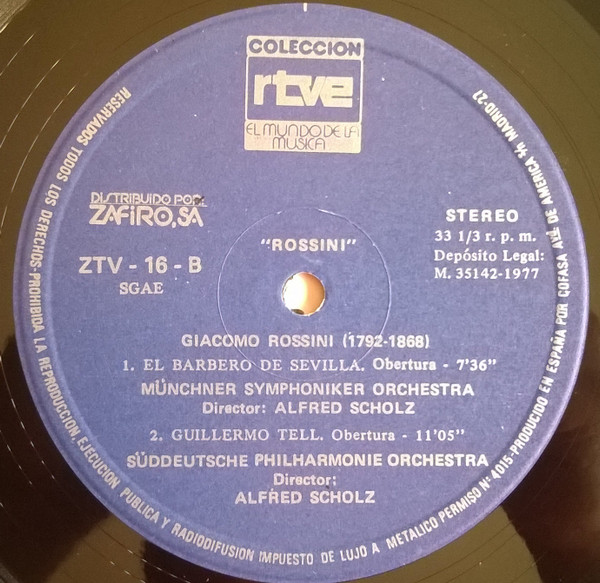 COLECCION
rtve
EL MUNDO DE LA
MUSICA
DISTRIBUIDO POR:
ZAFIRO, SA
ZTV - 16 - B
SGAE
"ROSSINI"
STEREO
33 1/3 r. p. m.
Depósito Legal:
M. 35142-1977
GIACOMO ROSSINI (1792-1868)
1. EL BARBERO DE SEVILLA. Obertura - 7'36"
MÜNCHNER SYMPHONIKER ORCHESTRA
Director: ALFRED SCHOLZ
2. GUILLERMO TELL. Obertura - 11'05"
SÜDDEUTSCHE PHILHARMONIE ORCHESTRA
Director:
ALFRED SCHOLZ
RESERVADOS TODOS LOS DERECHOS-PROHIBIDA LA REPRODUCCION EJECUCION PUBLICA Y RADIODIFUSION IMPUESTO DE LUJO A METALICO PERMISO Nº 4015-PRODUCIDO EN ESPAÑA POR COFASA AVE DE AMERICA S/n MADRID-27